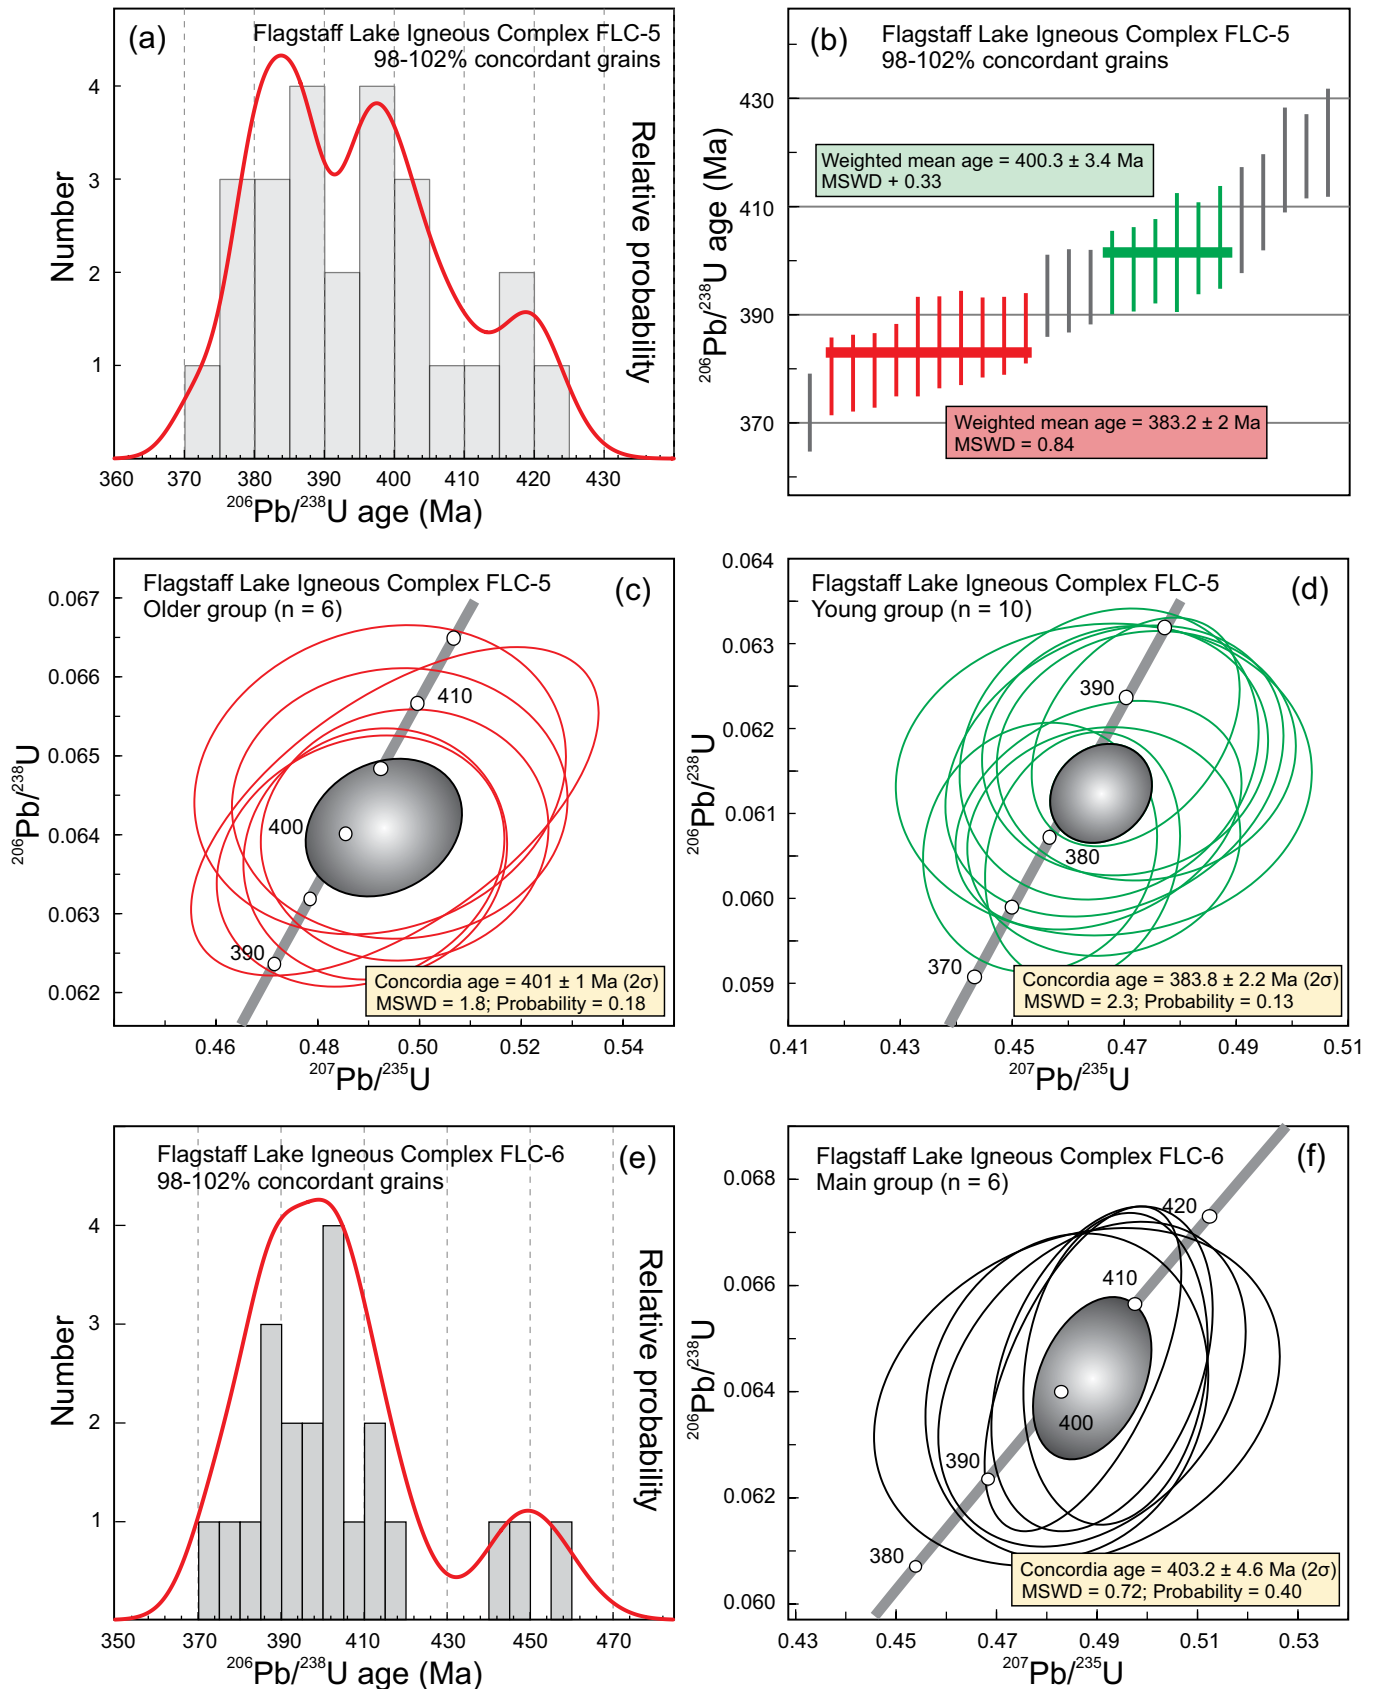 (a)
Flagstaff Lake Igneous Complex FLC-5
98-102% concordant grains
Number
4
3
2
1
Relative probability
360 370 380 390 400 410 420 430
206Pb/238U age (Ma)
(b)
Flagstaff Lake Igneous Complex FLC-5
98-102% concordant grains
206Pb/238U age (Ma)
430
410
390
370
Weighted mean age = 400.3 ± 3.4 Ma
MSWD + 0.33
Weighted mean age = 383.2 ± 2 Ma
MSWD = 0.84
Flagstaff Lake Igneous Complex FLC-5
(c)
Older group (n = 6)
206Pb/238U
0.067
0.066
0.065
0.064
0.063
0.062
410
400
390
Concordia age = 401 ± 1 Ma (2σ)
MSWD = 1.8; Probability = 0.18
0.46 0.48 0.50 0.52 0.54
207Pb/235U
Flagstaff Lake Igneous Complex FLC-5
(d)
Young group (n = 10)
206Pb/238U
0.064
0.063
0.062
0.061
0.060
0.059
390
380
370
Concordia age = 383.8 ± 2.2 Ma (2σ)
MSWD = 2.3; Probability = 0.13
0.41 0.43 0.45 0.47 0.49 0.51
207Pb/235U
Flagstaff Lake Igneous Complex FLC-6
(e)
98-102% concordant grains
Number
4
3
2
1
Relative probability
350 370 390 410 430 450 470
206Pb/238U age (Ma)
Flagstaff Lake Igneous Complex FLC-6
(f)
Main group (n = 6)
206Pb/238U
0.068
0.066
0.064
0.062
0.060
420
410
400
390
380
Concordia age = 403.2 ± 4.6 Ma (2σ)
MSWD = 0.72; Probability = 0.40
0.43 0.45 0.47 0.49 0.51 0.53
207Pb/235U